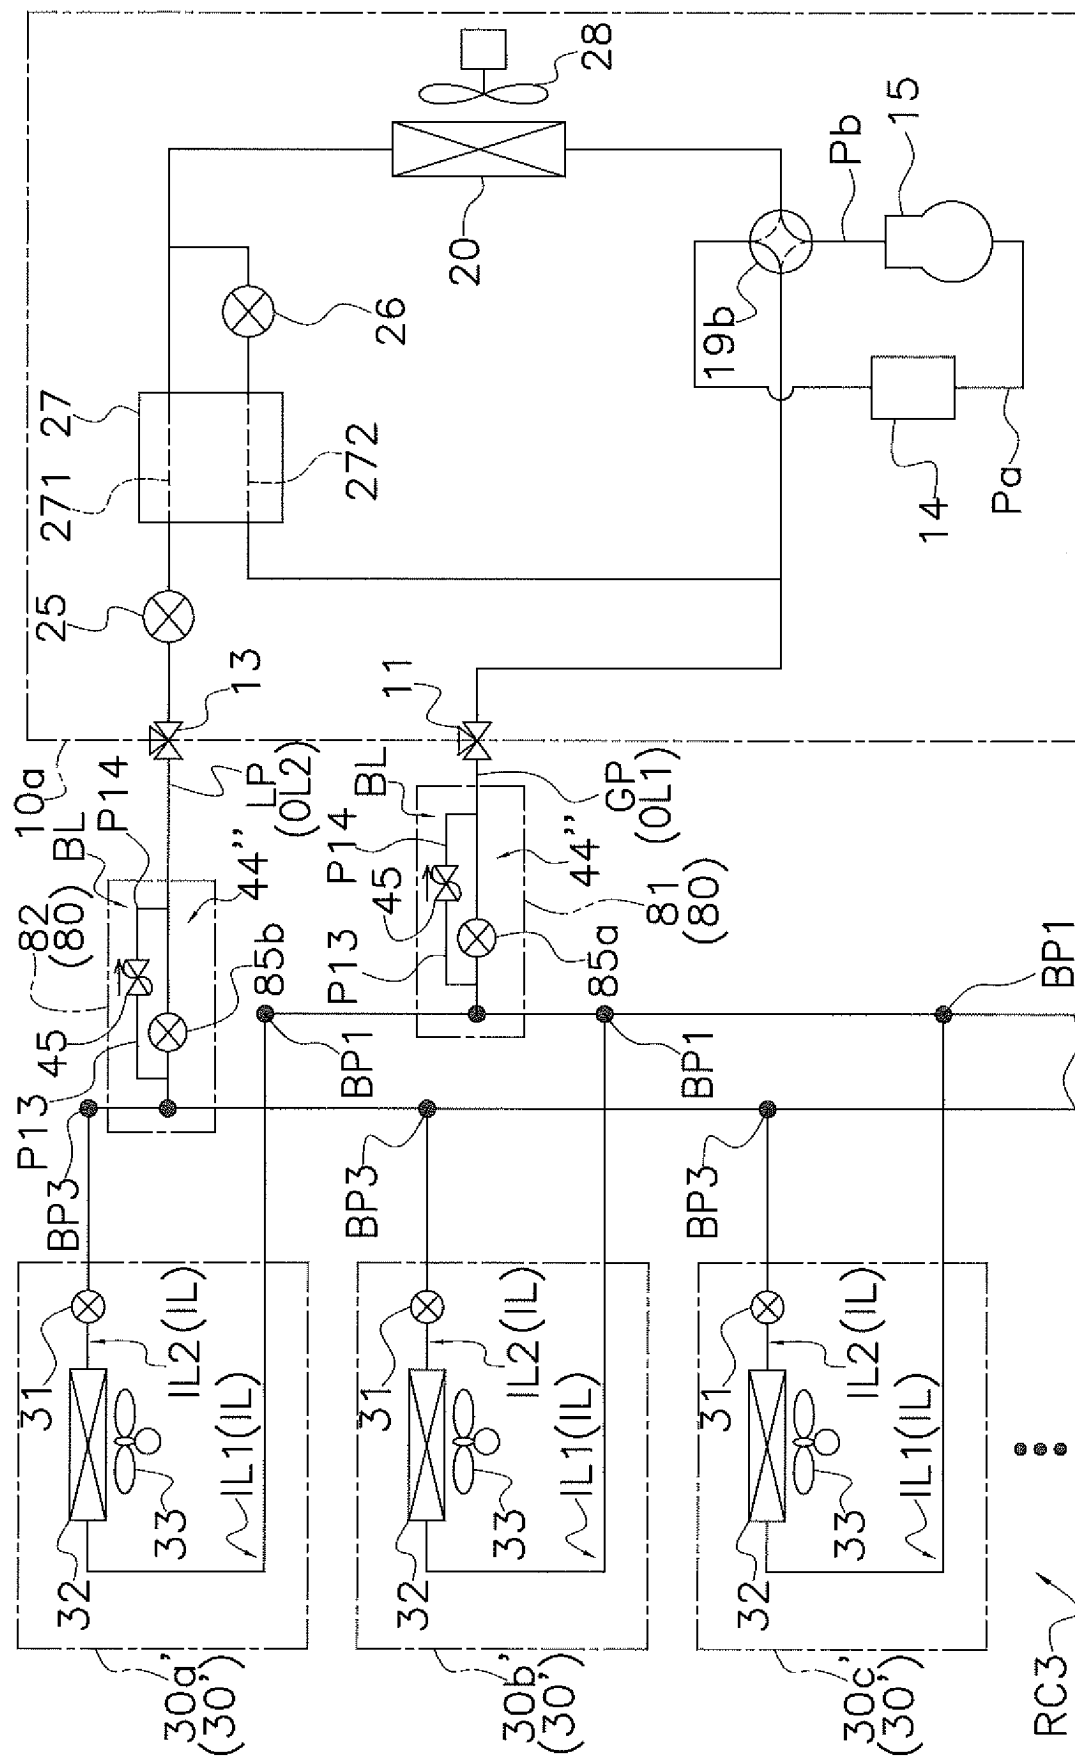 10a
BL
P14
82
(80)
45
P13
BP3
LP
(OL2)
44''
85b
13
25
271
27
272
26
20
28
19b
Pb
15
14
Pa
11
BL
P14
45
P13
GP
(OL1)
44''
81
(80)
85a
BP1
BP1
BP1
BP3
BP3
31
32
33
IL2(IL)
IL1(IL)
30a'
(30')
31
32
33
IL2(IL)
IL1(IL)
30b'
(30')
31
32
33
IL2(IL)
IL1(IL)
30c'
(30')
RC3